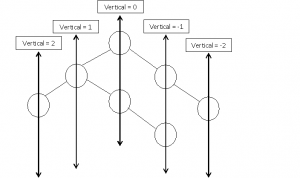 Vertical = 0
Vertical = 1
Vertical = -1
Vertical = 2
Vertical = -2